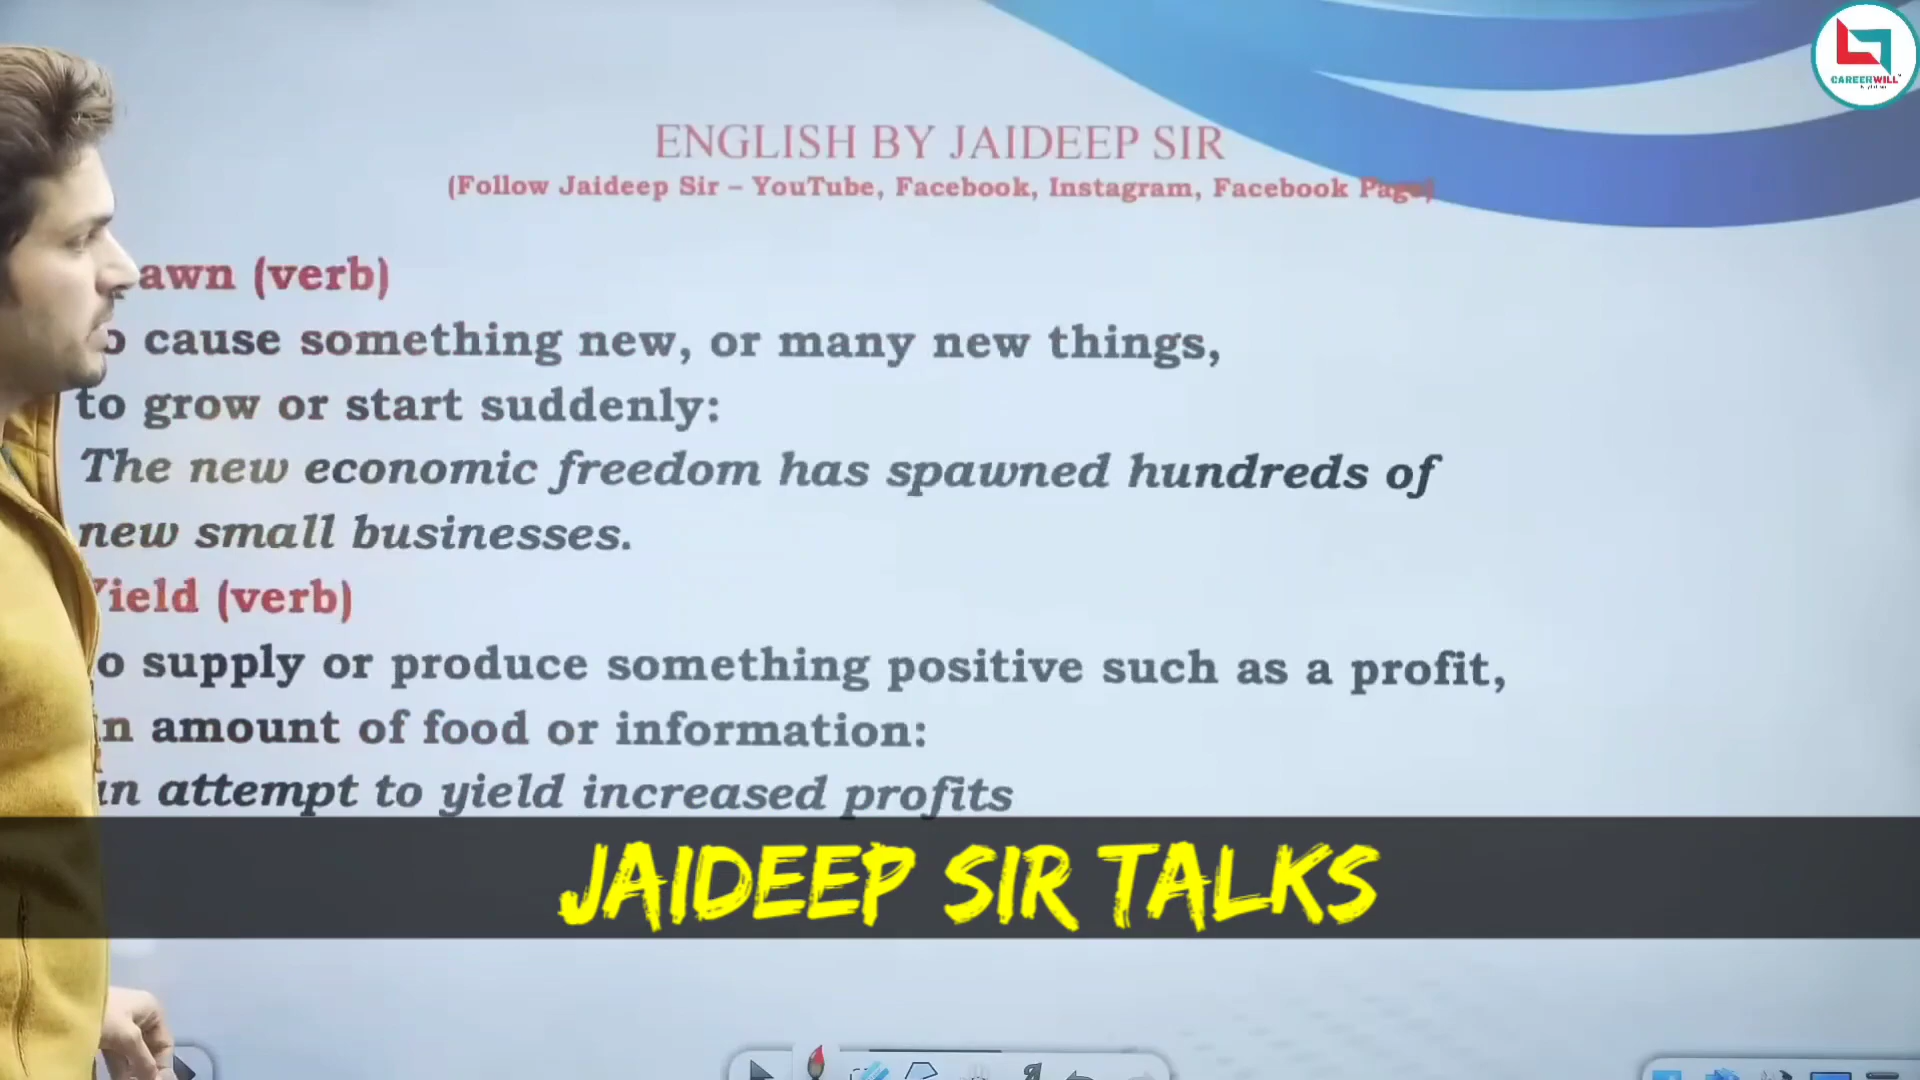 CAREERWILL
ENGLISH BY JAIDEEP SIR
(Follow Jaideep Sir – YouTube, Facebook, Instagram, Facebook Page)
(verb)
cause something new, or many new things,
to grow or start suddenly:
The new economic freedom has spawned hundreds of
new small businesses.
Yield (verb)
supply or produce something positive such as a profit,
amount of food or information:
attempt to yield increased profits
JAIDEEP SIR TALKS